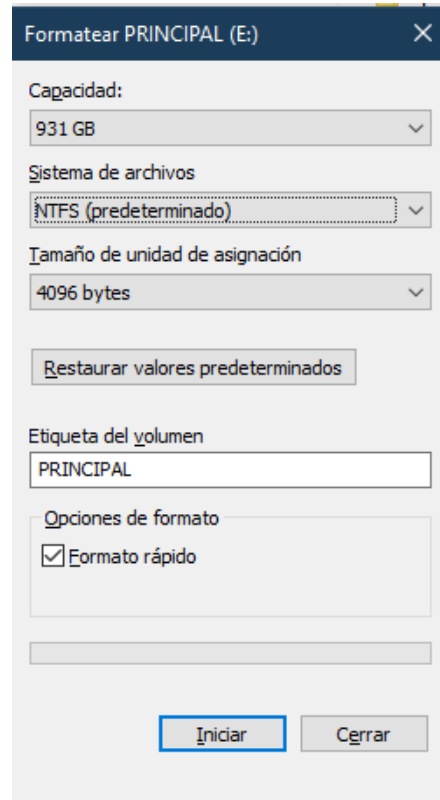 Formatear PRINCIPAL (E:)
Capacidad:
931 GB
Sistema de archivos
NTFS (predeterminado)
Tamaño de unidad de asignación
4096 bytes
Restaurar valores predeterminados
Etiqueta del volumen
PRINCIPAL
Opciones de formato
Formato rápido
Iniciar
Cerrar